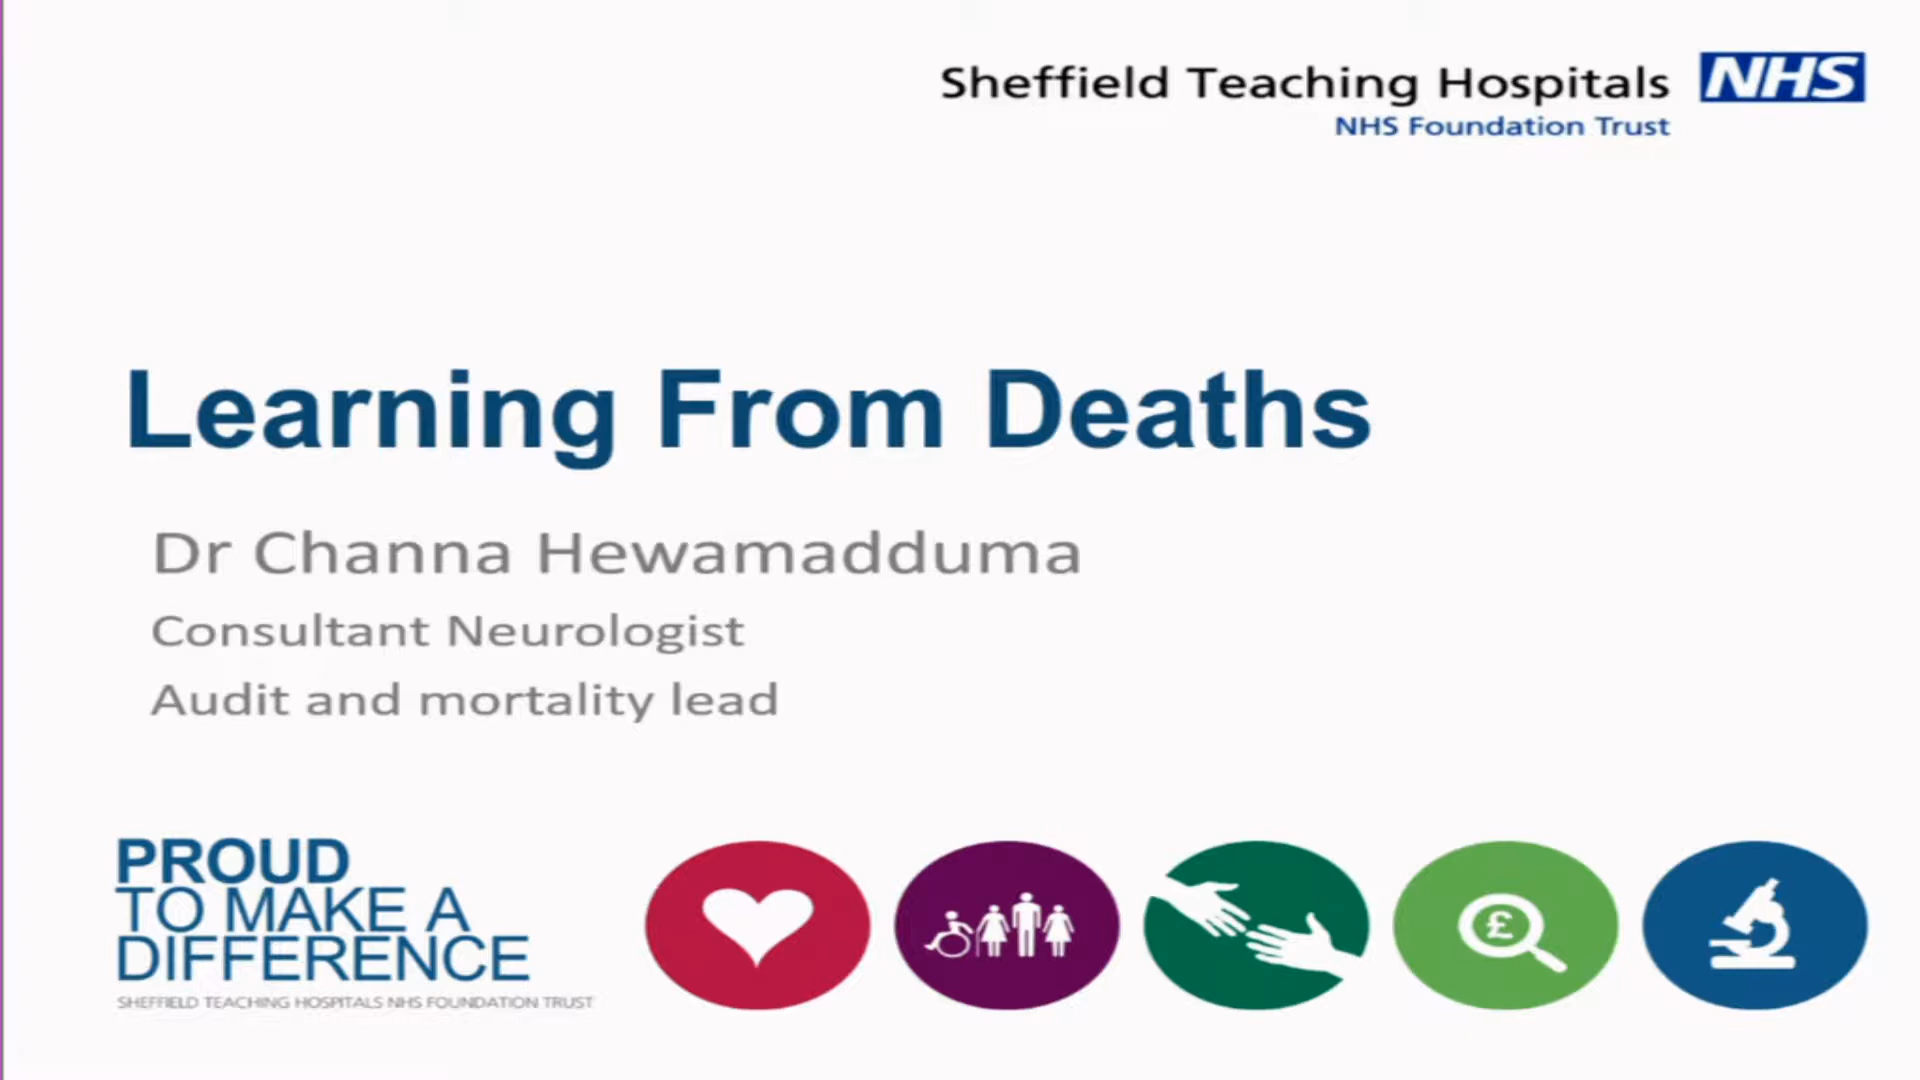 Sheffield Teaching Hospitals NHS
NHS Foundation Trust
Learning From Deaths
Dr Channa Hewamadduma
Consultant Neurologist
Audit and mortality lead
PROUD
TO MAKE A
DIFFERENCE
SHEFFIELD TEACHING HOSPITALS NHS FOUNDATION TRUST
£